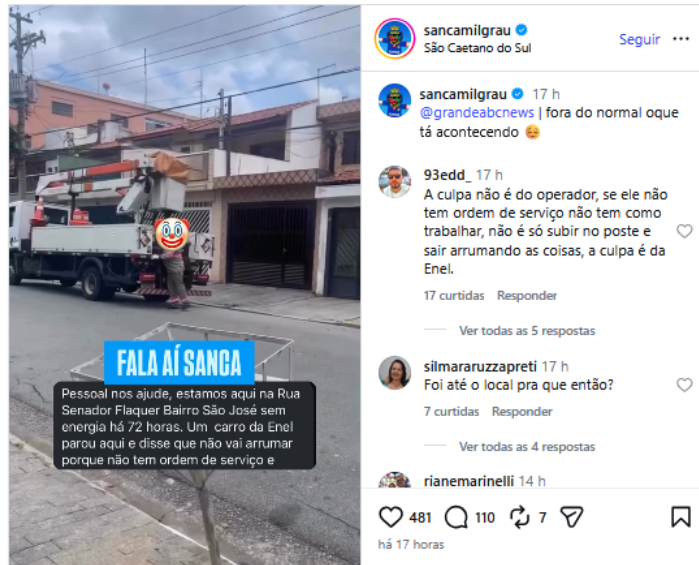 sancamilgrau
São Caetano do Sul
Seguir
sancamilgrau 17 h
@grandeabcnews | fora do normal oque
tá acontecendo
93edd_ 17 h
A culpa não é do operador, se ele não
tem ordem de serviço não tem como
trabalhar, não é só subir no poste e
sair arrumando as coisas, a culpa é da
Enel.
17 curtidas Responder
Ver todas as 5 respostas
silmararuzzapreti 17 h
Foi até o local pra que então?
7 curtidas Responder
Ver todas as 4 respostas
rianemarinelli 14 h
481 110 7
há 17 horas
FALA AÍ SANCA
Pessoal nos ajude, estamos aqui na Rua
Senador Flaquer Bairro São José sem
energia há 72 horas. Um carro da Enel
parou aqui e disse que não vai arrumar
porque não tem ordem de serviço e